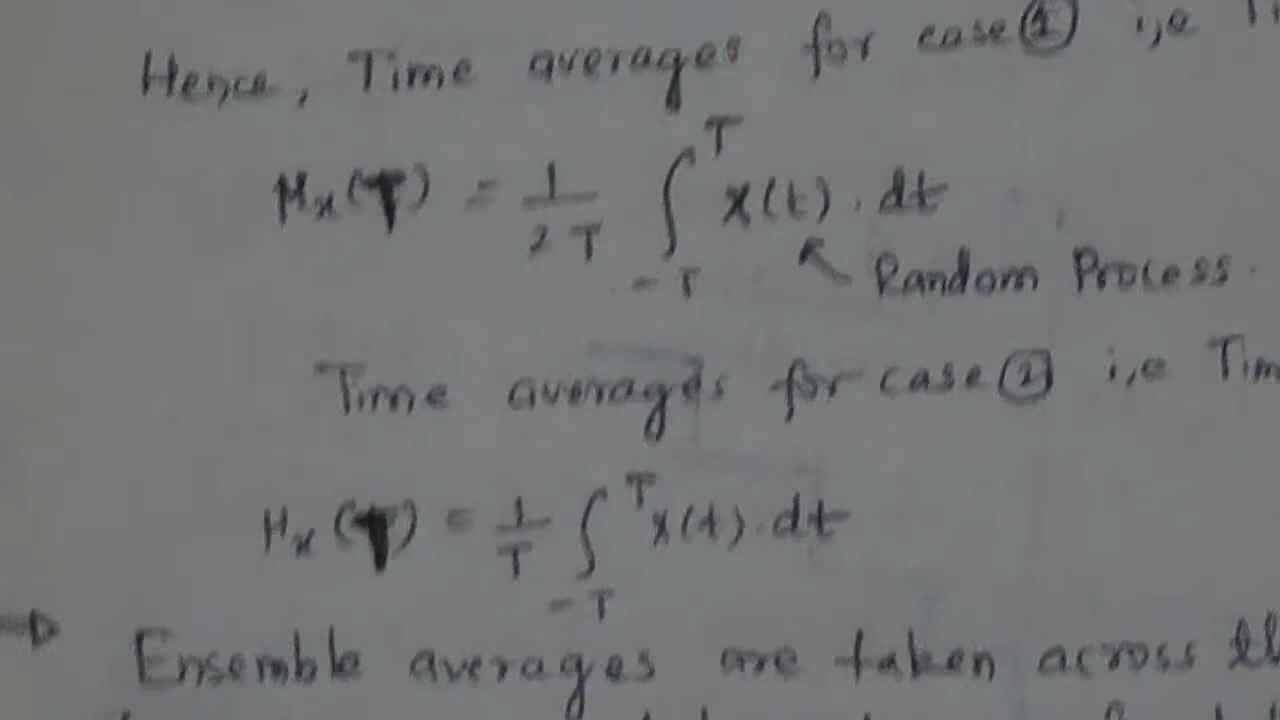 Hence, Time averages for case ① i,e
μx(T) = 1/2T ∫_{-T}^{T} x(t). dt
↖ Random Process.
Time averages for case ② i,e Tim
μx(T) = 1/T ∫_{-T}^{T} x(t). dt
→ Ensemble averages are taken across